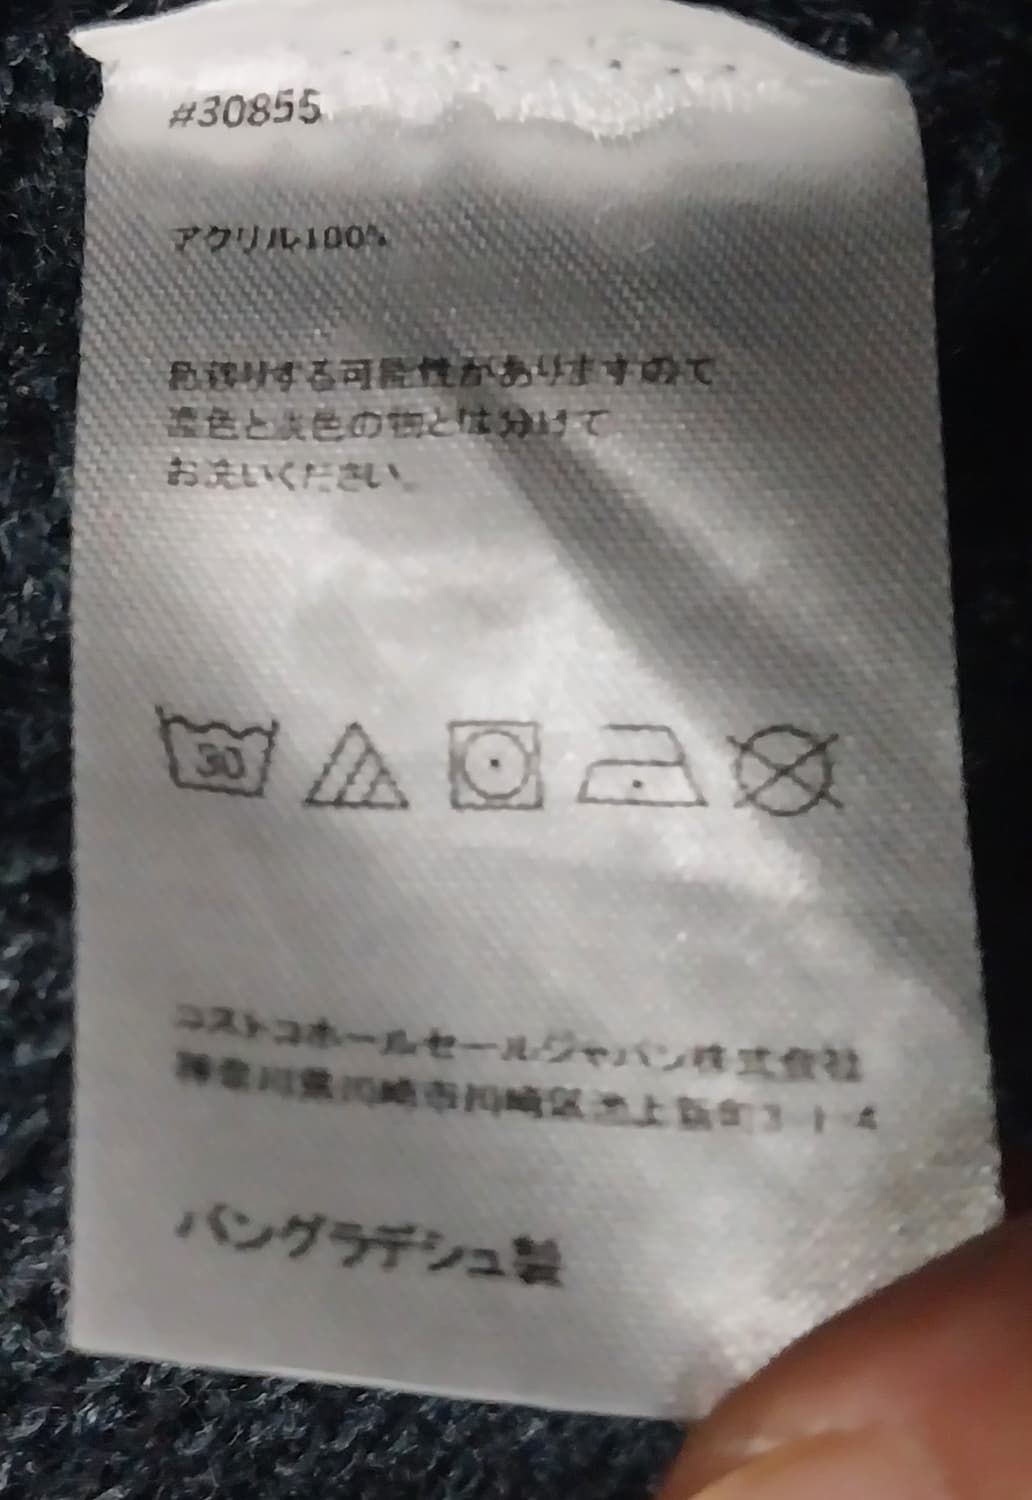 #30855
アクリル100%
色移りする可能性がありますので
濃色と淡色の物とは分けて
お洗いください。
30
コストコホールセールジャパン株式会社
神奈川県川崎市川崎区池上新町3-1-4
バングラデシュ製